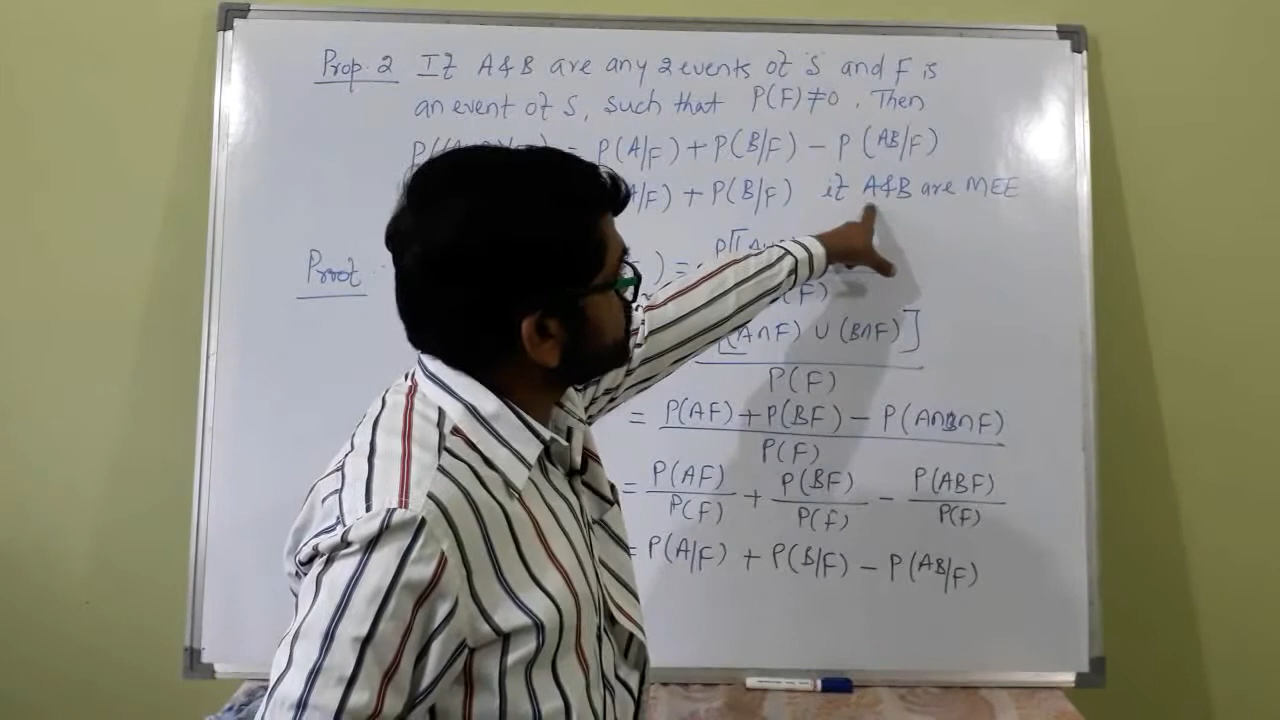 Prop. 2 If A & B are any 2 events of S and F is
an event of S, such that P(F) ≠ 0. Then
= P(A|F) + P(B|F) − P(AB|F)
A|F) + P(B|F) if A & B are MEE
Proof :
) =
(F)
[(A∩F) ∪ (B∩F)]
P(F)
= P(AF) + P(BF) − P(A∩B∩F)
P(F)
= P(AF)/P(F) + P(BF)/P(F) − P(ABF)/P(F)
= P(A|F) + P(B|F) − P(AB|F)